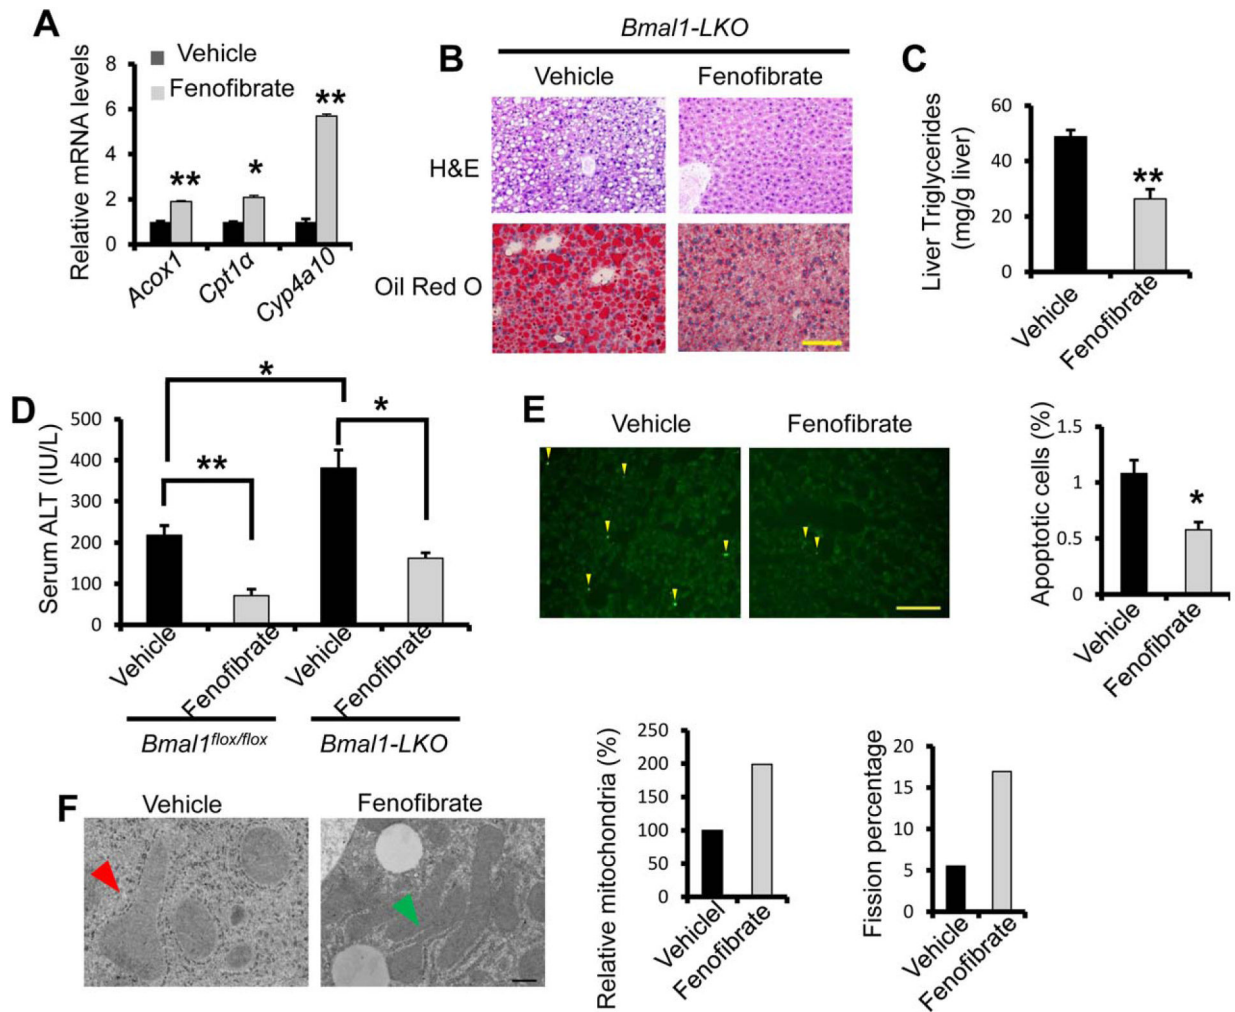 A
Relative mRNA levels
8
6
4
2
0
Vehicle
Fenofibrate
**
*
**
Acox1
Cpt1α
Cyp4a10
B
Bmal1-LKO
Vehicle
Fenofibrate
H&E
Oil Red O
C
Liver Triglycerides
(mg/g liver)
60
40
20
0
**
Vehicle
Fenofibrate
D
Serum ALT (IU/L)
500
400
300
200
100
0
*
**
*
Vehicle
Fenofibrate
Vehicle
Fenofibrate
Bmal1flox/flox
Bmal1-LKO
E
Vehicle
Fenofibrate
Apoptotic cells (%)
1.5
1
0.5
0
*
Vehicle
Fenofibrate
F
Vehicle
Fenofibrate
Relative mitochondria (%)
250
200
150
100
50
0
Vehiclel
Fenofibrate
Fission percentage
20
15
10
5
0
Vehicle
Fenofibrate